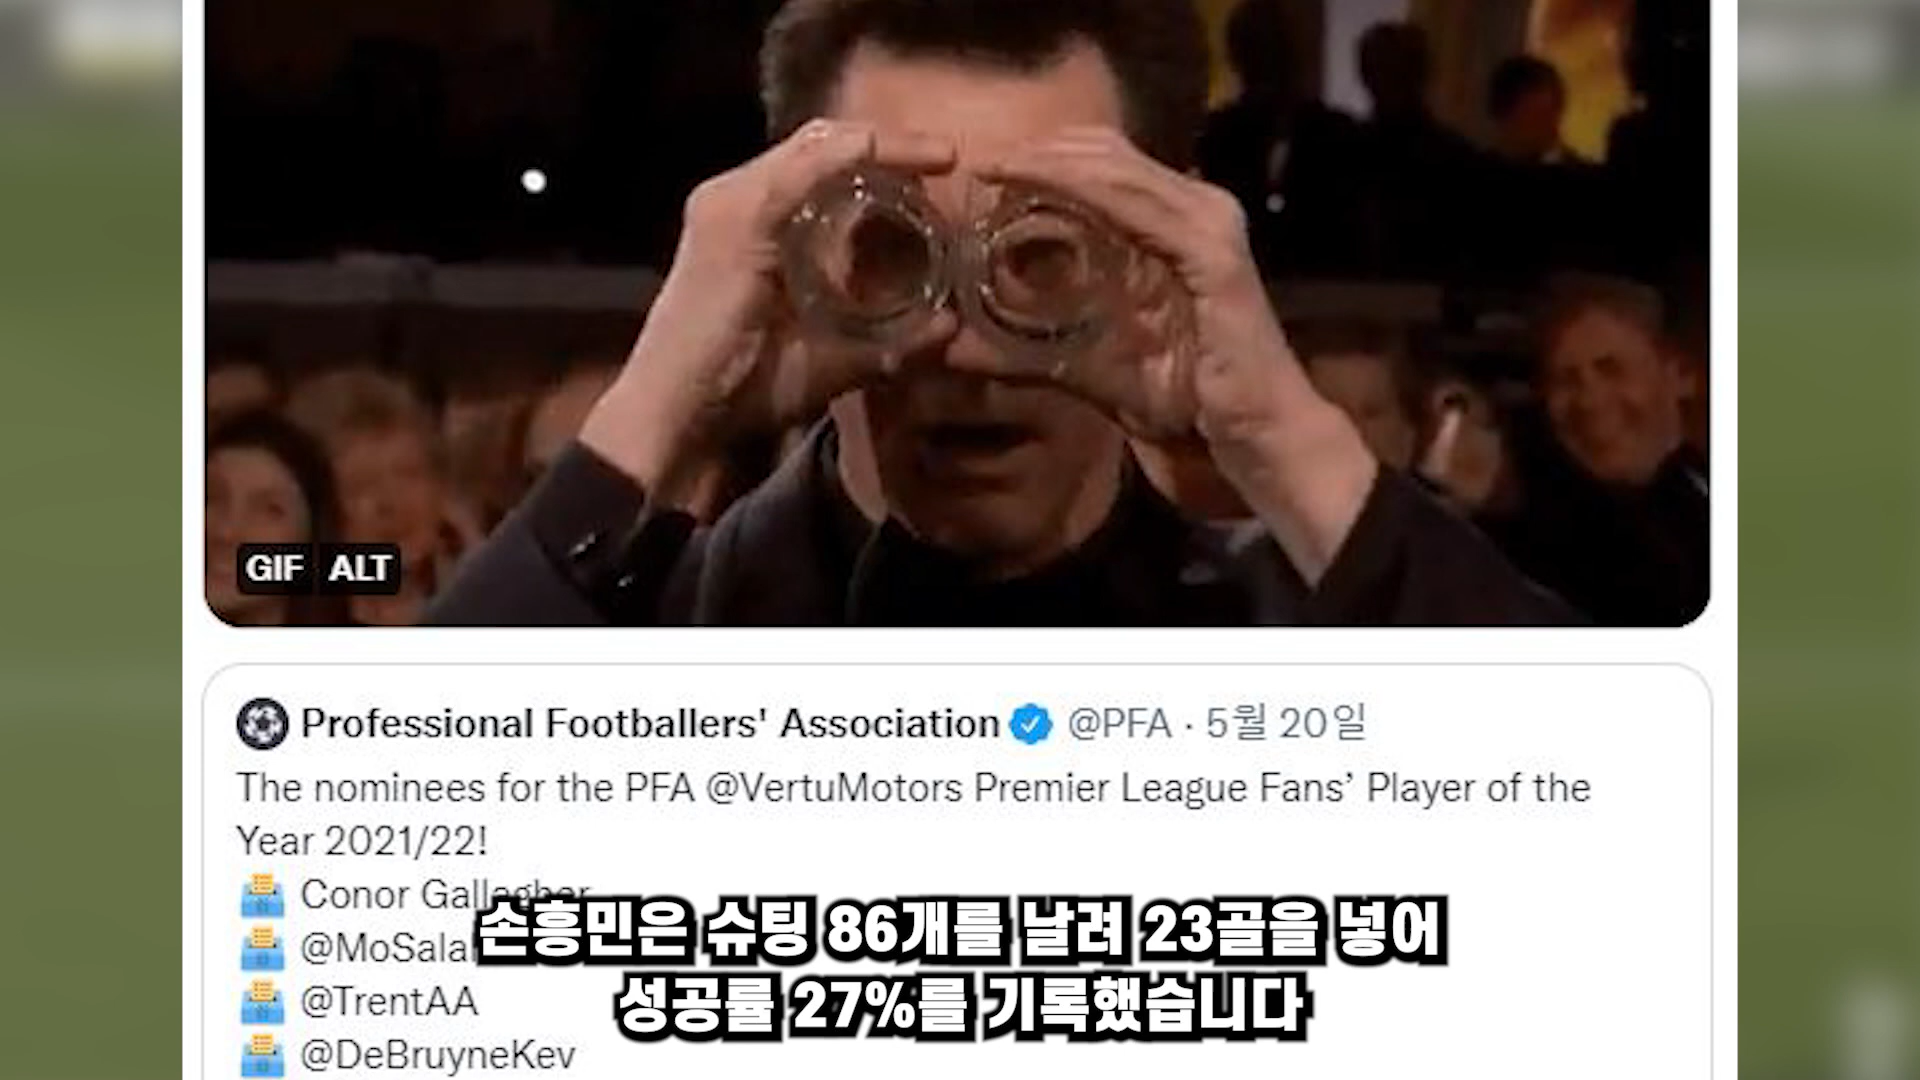 GIF ALT
Professional Footballers' Association @PFA · 5월 20일
The nominees for the PFA @VertuMotors Premier League Fans’ Player of the
Year 2021/22!
Conor Gallagher
@MoSala
@TrentAA
@DeBruyneKev
손흥민은 슈팅 86개를 날려 23골을 넣어
성공률 27%를 기록했습니다